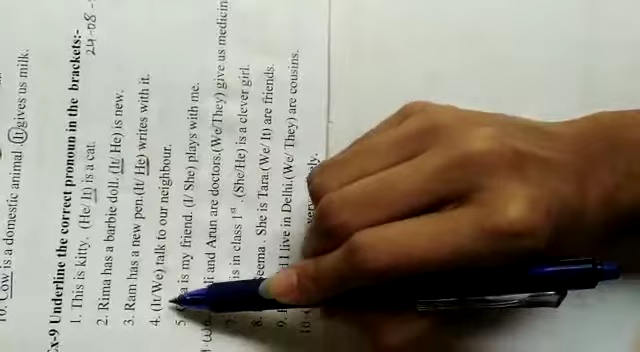 Cow is a domestic animal. It gives us milk.
Underline the correct pronoun in the brackets:-
24-08-
1. This is kitty. (He/ It) is a cat.
2. Rima has a barbie doll. (It/ He) is new.
3. Ram has a new pen.(It/ He) writes with it.
4. (It/We) talk to our neighbour.
5. is my friend. (I/ She) plays with me.
and Arun are doctors.(We/They) give us
is in class 1st . (She/He) is a clever girl.
8. Seema . She is Tara.(We/ It) are friends.
9. I live in Delhi.(We/ They) are cousins.
10.